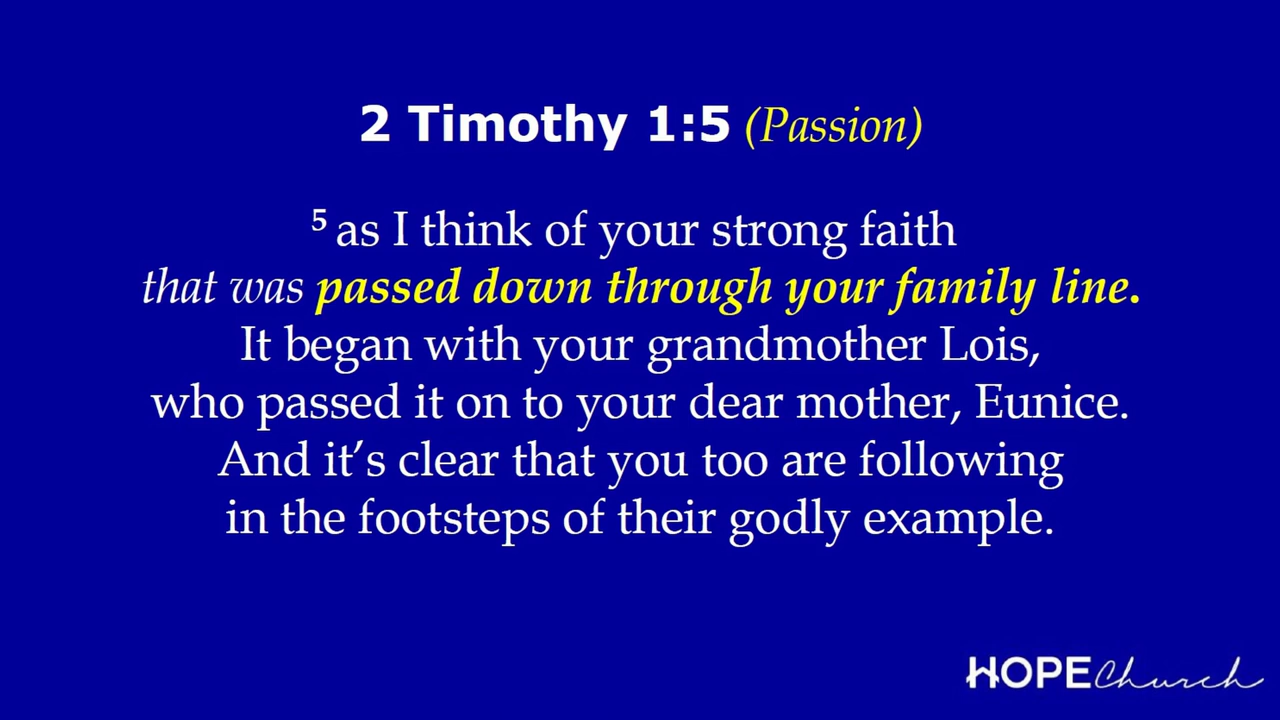 2 Timothy 1:5 (Passion)
⁵ as I think of your strong faith
that was passed down through your family line.
It began with your grandmother Lois,
who passed it on to your dear mother, Eunice.
And it’s clear that you too are following
in the footsteps of their godly example.
HOPE Church